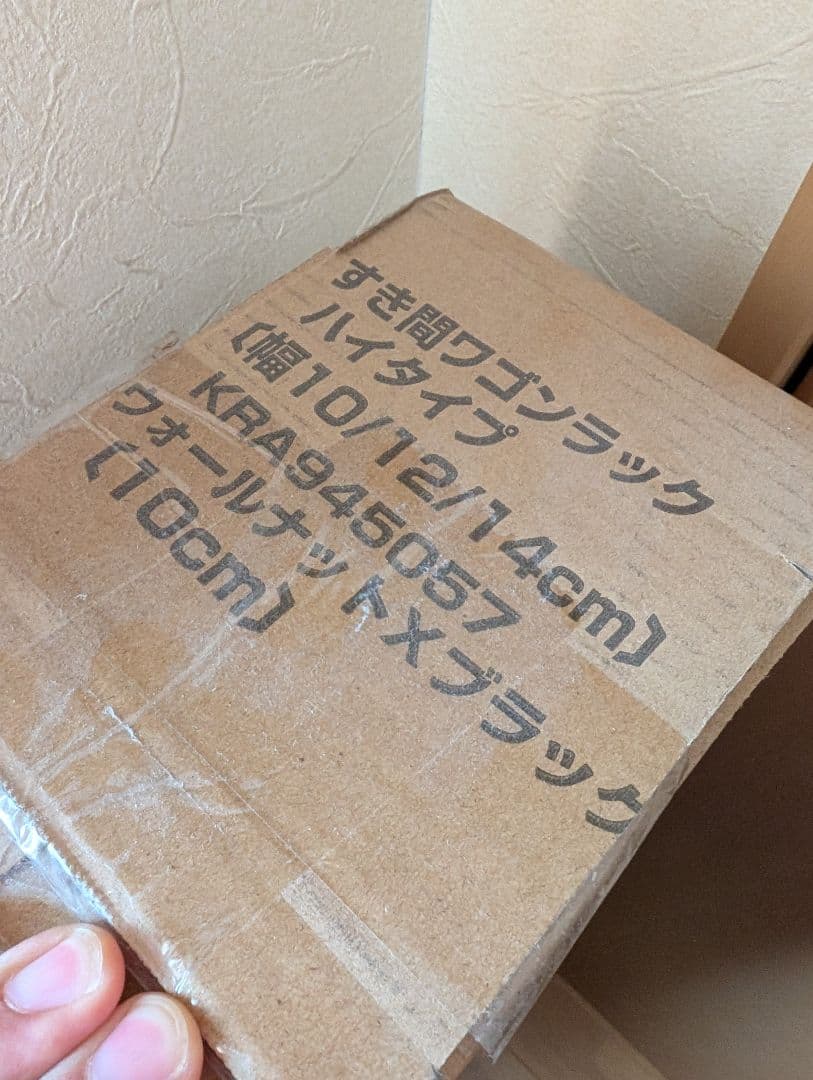 すき間ワゴンラック
ハイタイプ
〔幅10/12/14cm〕
KRA945057
ウォールナット×ブラック
〔10cm〕